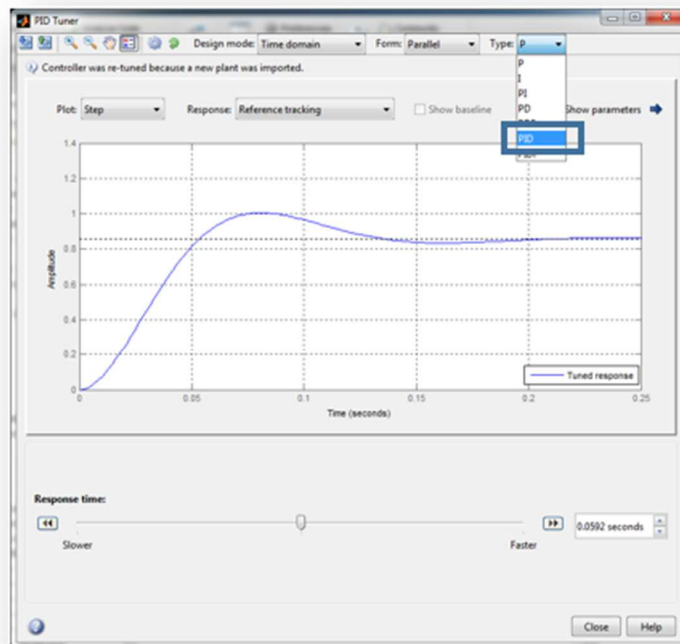 PID Tuner
Design mode: Time domain Form: Parallel Type: P
Controller was re-tuned because a new plant was imported.
P
I
PI
PD
PID
Plot: Step Response: Reference tracking Show baseline Show parameters
1.4
1.2
1
0.8
0.6
0.4
0.2
0
Amplitude
Tuned response
0 0.05 0.1 0.15 0.2 0.25
Time (seconds)
Response time:
0.0592 seconds
Slower Faster
Close Help